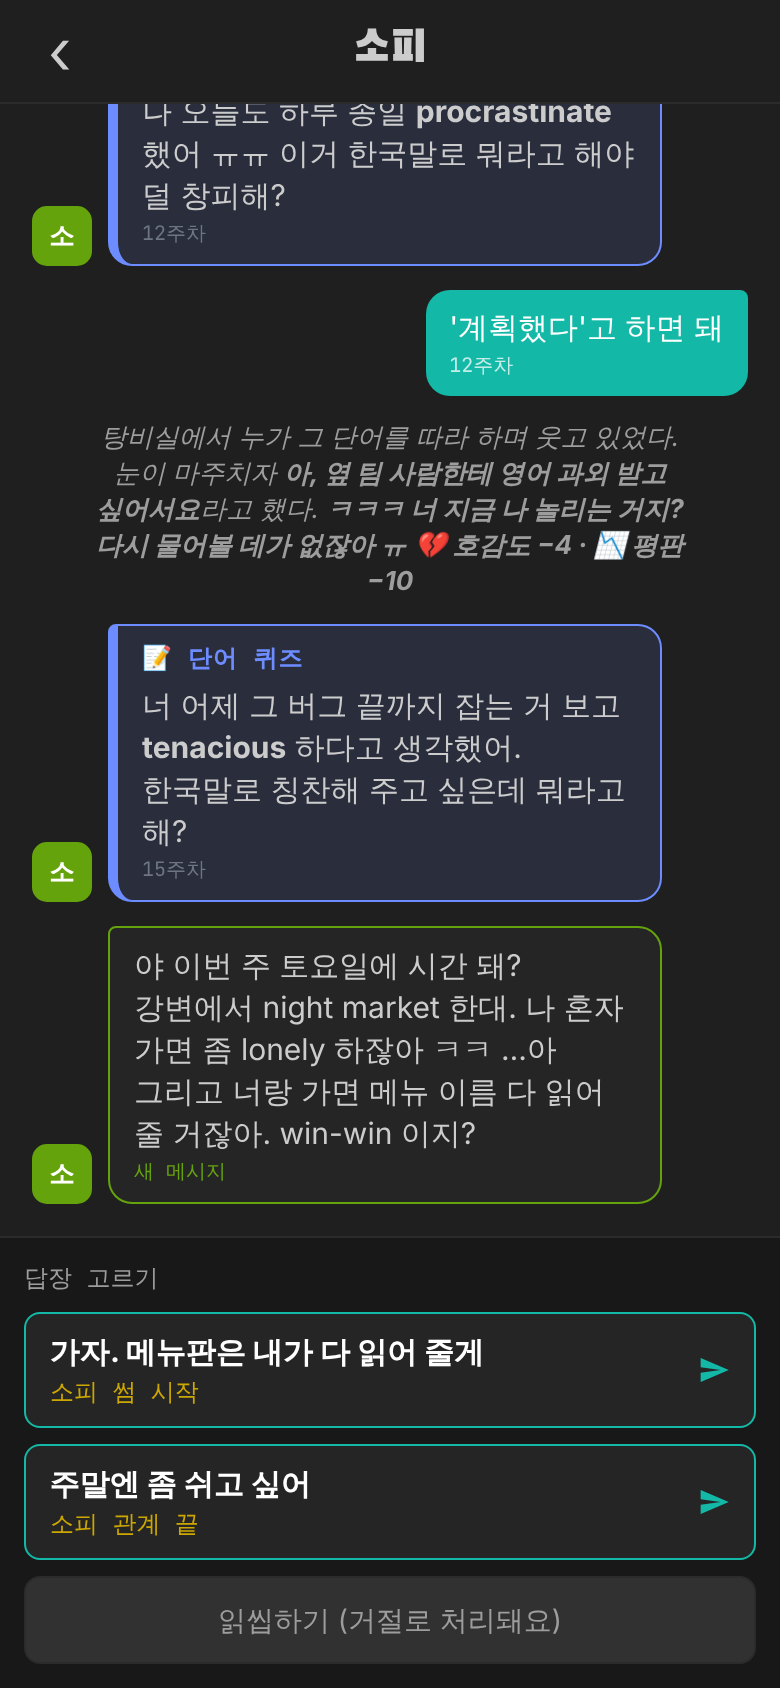 소피
나 오늘도 하루 종일 procrastinate
했어 ㅠㅠ 이거 한국말로 뭐라고 해야
덜 창피해?
12주차
소
'계획했다'고 하면 돼
12주차
탕비실에서 누가 그 단어를 따라 하며 웃고 있었다.
눈이 마주치자 아, 옆 팀 사람한테 영어 과외 받고
싶어서요라고 했다. ㅋㅋㅋ 너 지금 나 놀리는 거지?
다시 물어볼 데가 없잖아 ㅠ 💔 호감도 −4 · 📉 평판
−10
📝 단어 퀴즈
너 어제 그 버그 끝까지 잡는 거 보고
tenacious 하다고 생각했어.
한국말로 칭찬해 주고 싶은데 뭐라고
해?
15주차
소
야 이번 주 토요일에 시간 돼?
강변에서 night market 한대. 나 혼자
가면 좀 lonely 하잖아 ㅋㅋ ...아
그리고 너랑 가면 메뉴 이름 다 읽어
줄 거잖아. win-win 이지?
새 메시지
소
답장 고르기
가자. 메뉴판은 내가 다 읽어 줄게
소피 썸 시작
주말엔 좀 쉬고 싶어
소피 관계 끝
읽씹하기 (거절로 처리돼요)